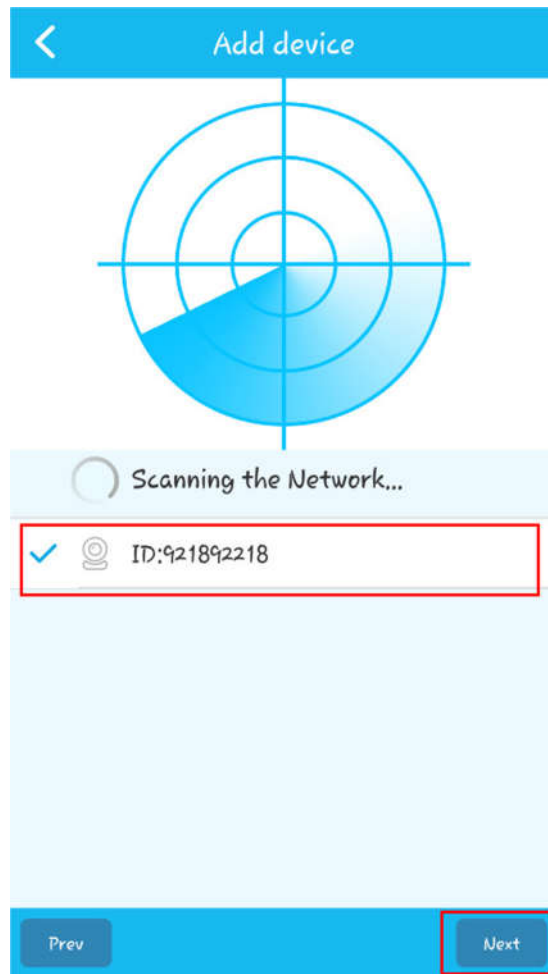 Add device
Scanning the Network...
ID:921892218
Prev
Next